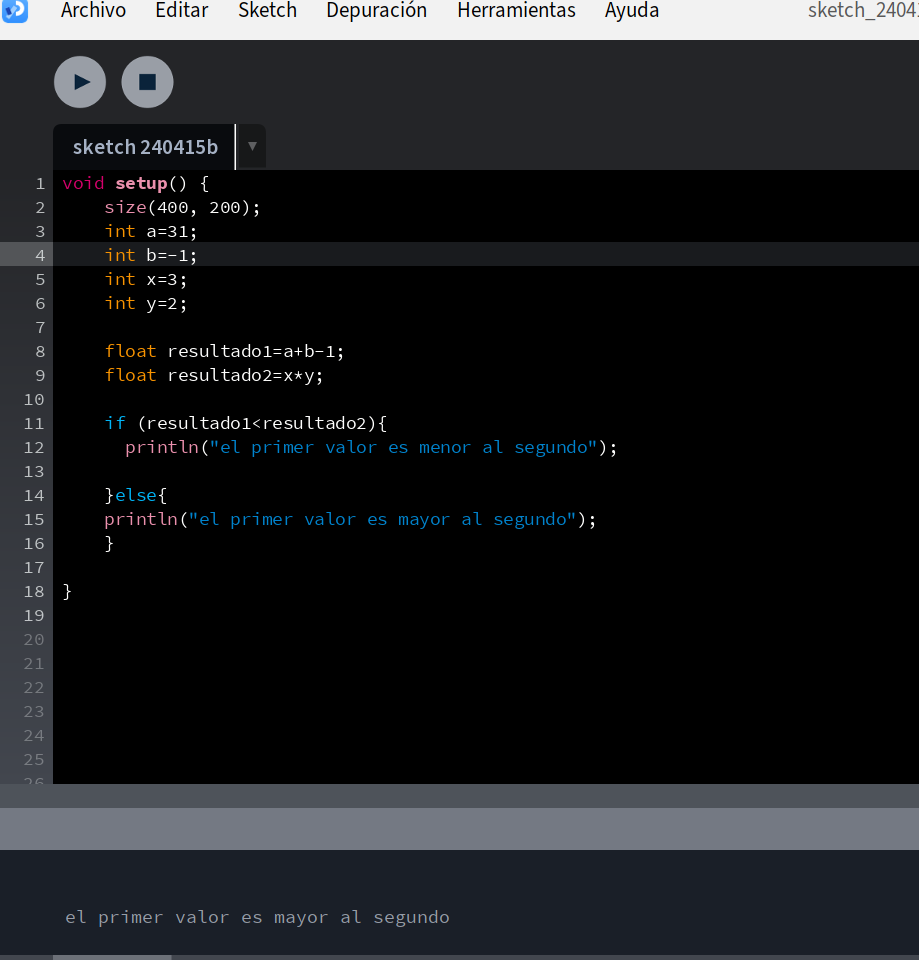 Archivo Editar Sketch Depuración Herramientas Ayuda sketch_2404
sketch 240415b
1 void setup() {
2     size(400, 200);
3     int a=31;
4     int b=-1;
5     int x=3;
6     int y=2;
7
8     float resultado1=a+b-1;
9     float resultado2=x*y;
10
11     if (resultado1<resultado2){
12       println("el primer valor es menor al segundo");
13
14     }else{
15     println("el primer valor es mayor al segundo");
16     }
17
18 }
19
20
21
22
23
24
25
26
el primer valor es mayor al segundo